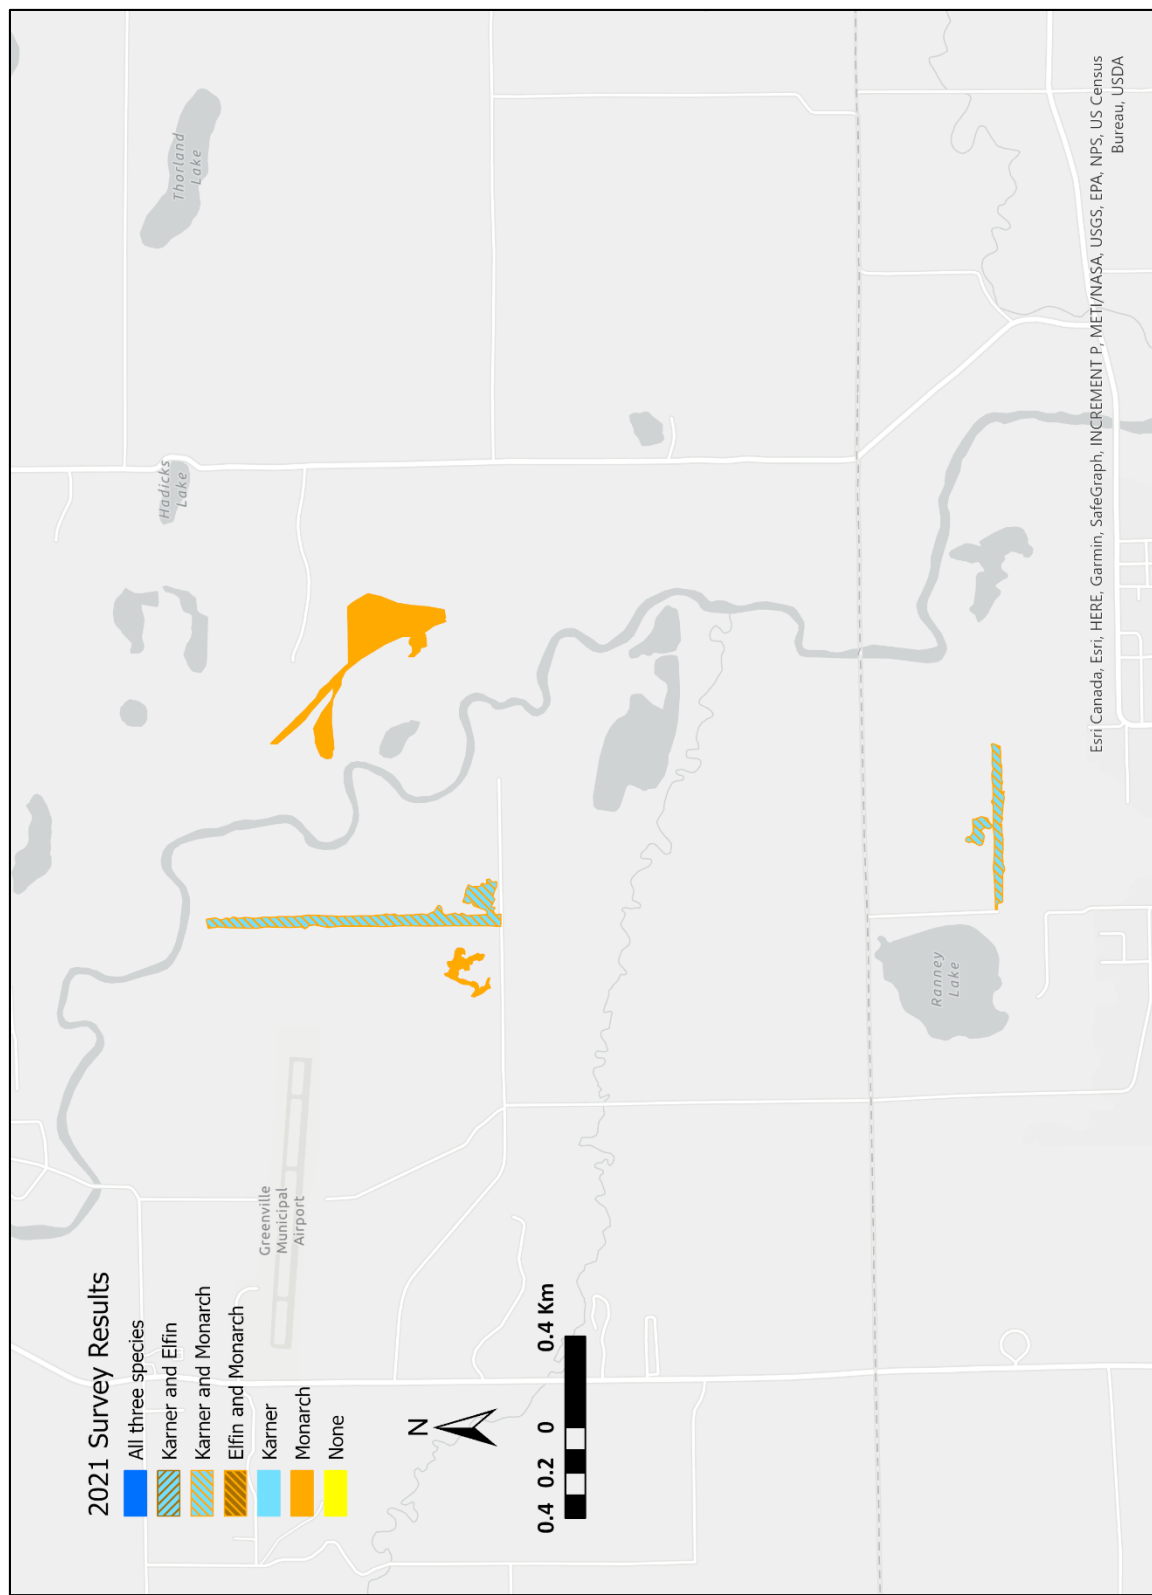 2021 Survey Results
All three species
Karner and Elfin
Karner and Monarch
Elfin and Monarch
Karner
Monarch
None
N
0.4 0.2 0 0.4 Km
Greenville
Municipal
Airport
Hadicks
Lake
Thorland
Lake
Ranney
Lake
Esri Canada, Esri, HERE, Garmin, SafeGraph, INCREMENT P, METI/NASA, USGS, EPA, NPS, US Census
Bureau, USDA